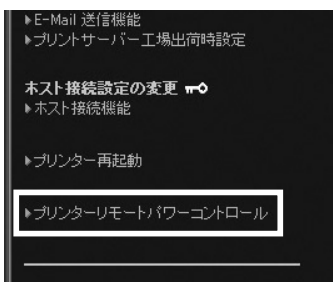 ▶E-Mail 送信機能
▶プリントサーバー工場出荷時設定
ホスト接続設定の変更
▶ホスト接続機能
▶プリンター再起動
▶プリンターリモートパワーコントロール